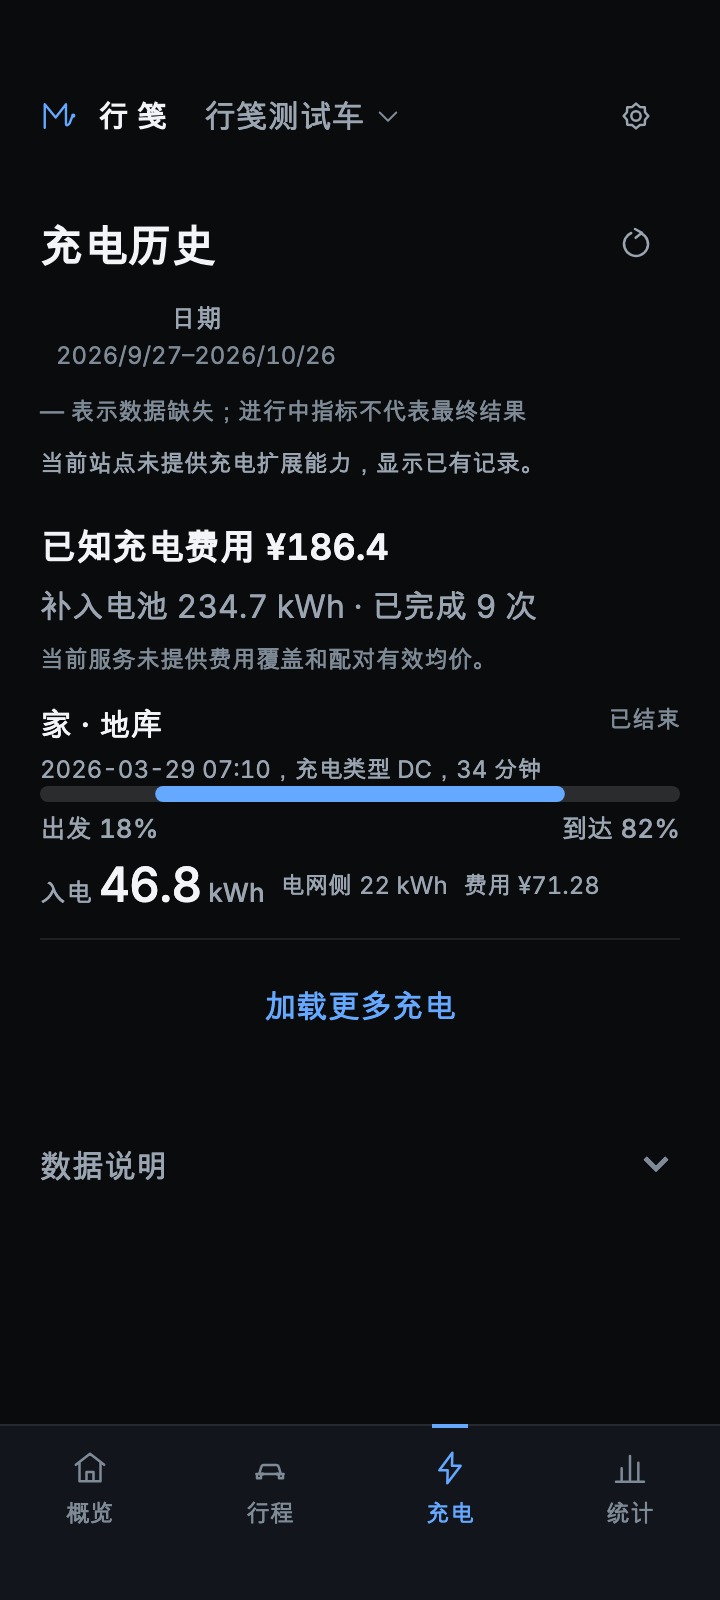 行笺 行笺测试车
充电历史
日期
2026/9/27–2026/10/26
— 表示数据缺失；进行中指标不代表最终结果
当前站点未提供充电扩展能力，显示已有记录。
已知充电费用 ¥186.4
补入电池 234.7 kWh · 已完成 9 次
当前服务未提供费用覆盖和配对有效均价。
家 · 地库 已结束
2026-03-29 07:10，充电类型 DC，34 分钟
出发 18% 到达 82%
入电 46.8 kWh 电网侧 22 kWh 费用 ¥71.28
加载更多充电
数据说明
概览 行程 充电 统计